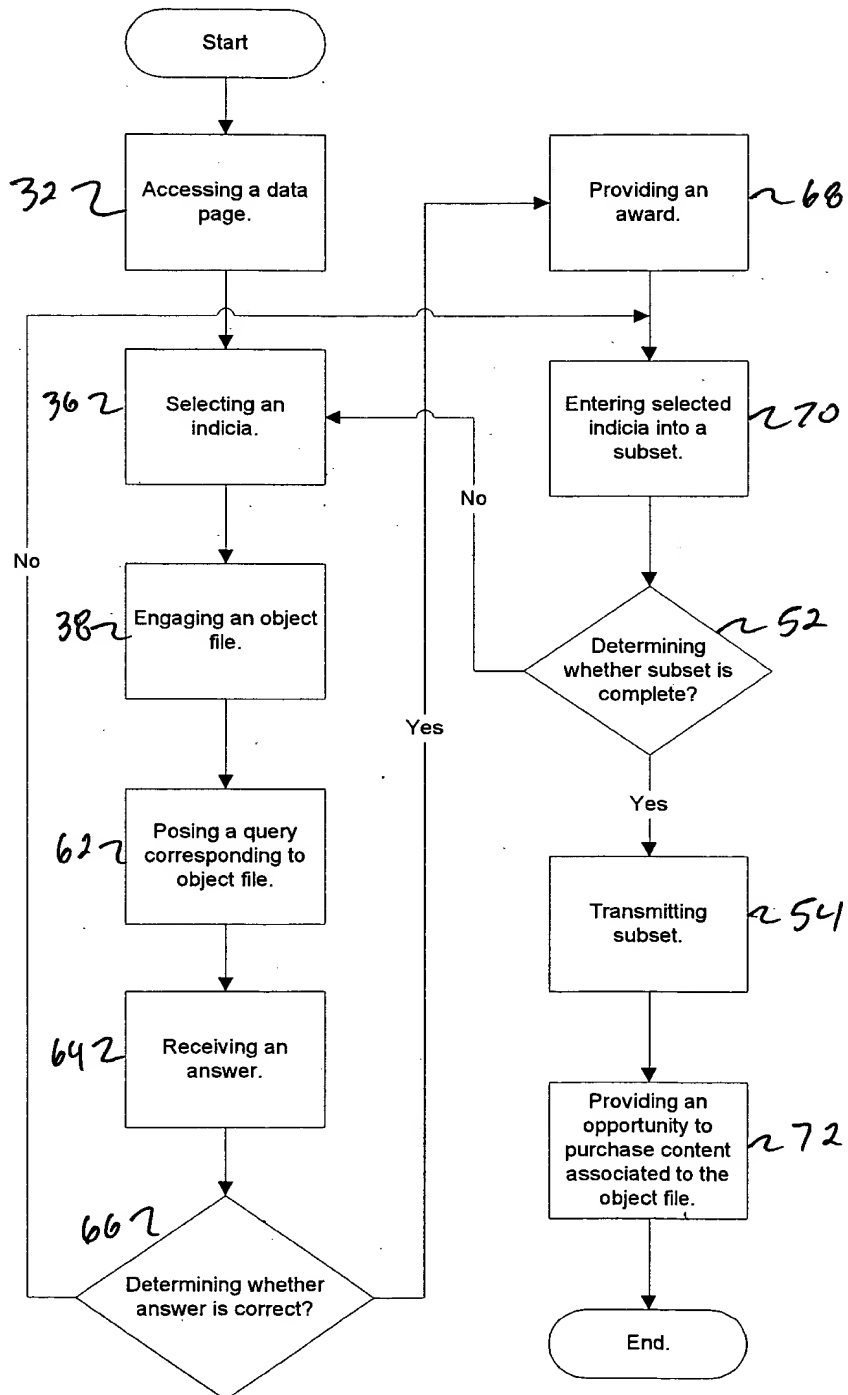 Start
32
Accessing a data
page.
36
Selecting an
indicia.
No
38
Engaging an object
file.
62
Posing a query
corresponding to
object file.
64
Receiving an
answer.
66
Determining whether
answer is correct?
Yes
Providing an
award.
68
Entering selected
indicia into a
subset.
70
No
52
Determining
whether subset is
complete?
Yes
Transmitting
subset.
54
Providing an
opportunity to
purchase content
associated to the
object file.
72
End.